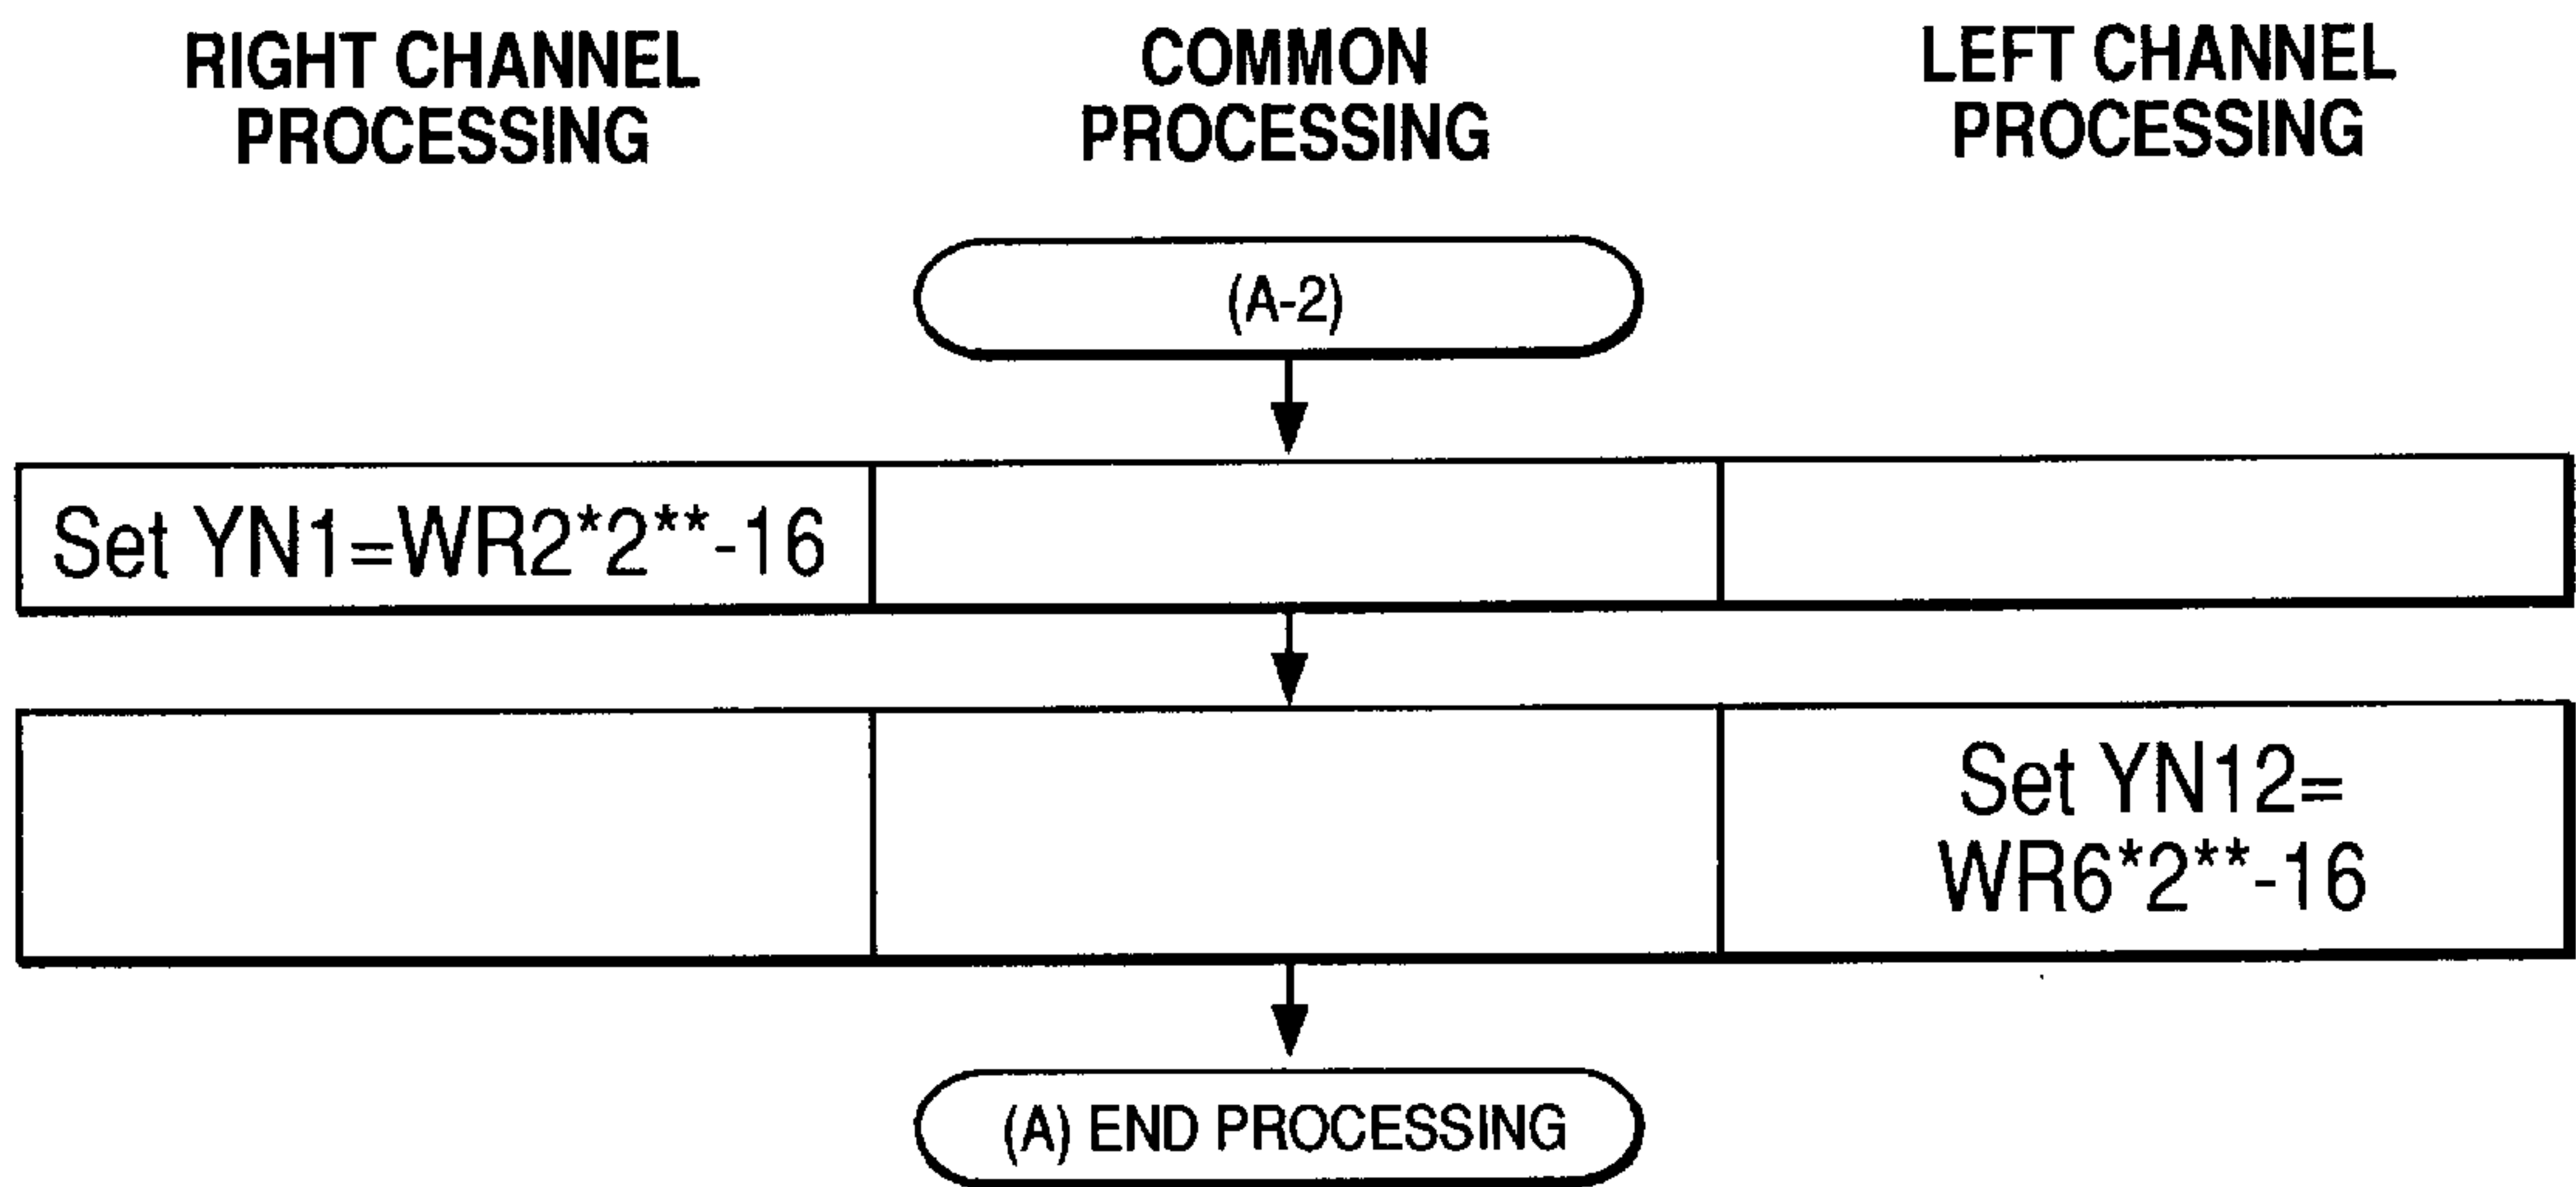 RIGHT CHANNEL
PROCESSING
COMMON
PROCESSING
LEFT CHANNEL
PROCESSING
(A-2)
Set YN1=WR2*2**-16
Set YN12=
WR6*2**-16
(A) END PROCESSING